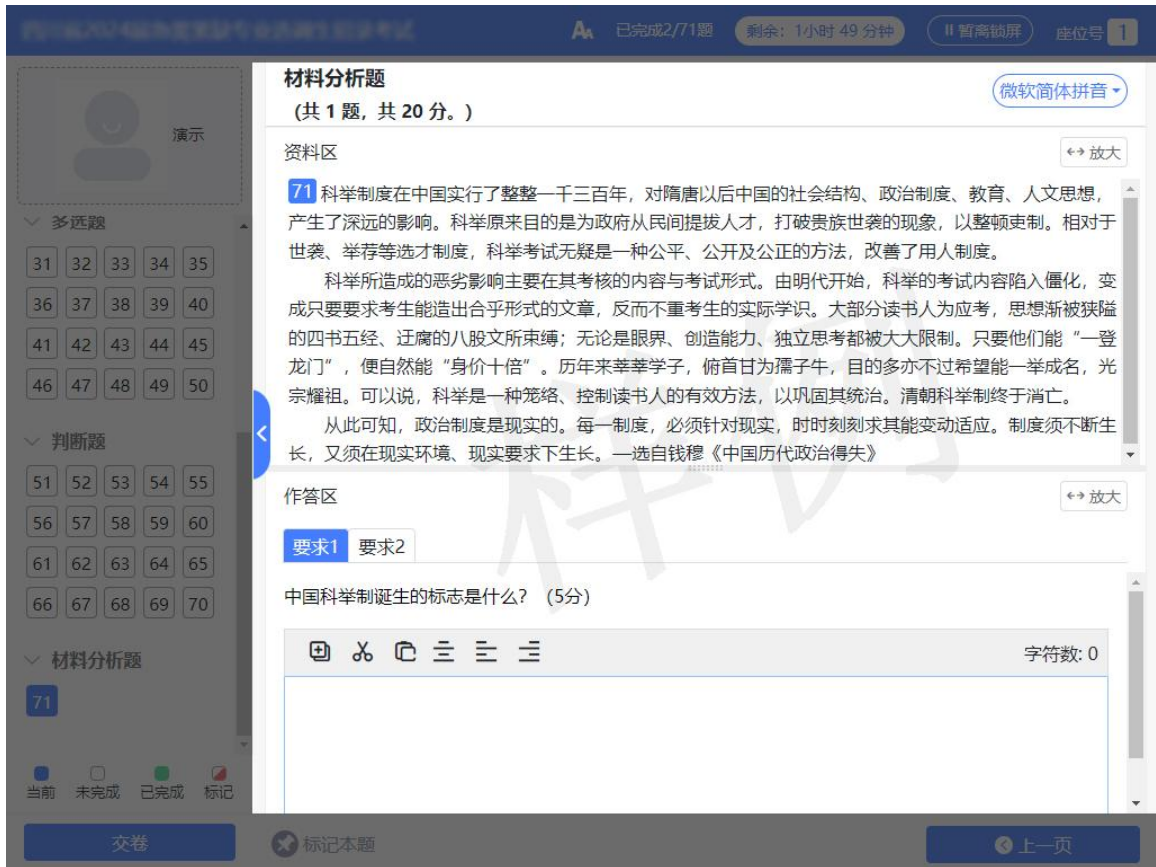 AA 已完成2/71题 剩余：1小时 49 分钟 II 暂离锁屏 座位号 1
演示
多选题
31 32 33 34 35
36 37 38 39 40
41 42 43 44 45
46 47 48 49 50
判断题
51 52 53 54 55
56 57 58 59 60
61 62 63 64 65
66 67 68 69 70
材料分析题
71
当前 未完成 已完成 标记
交卷
材料分析题
（共 1 题，共 20 分。）
微软简体拼音
资料区
放大
71 科举制度在中国实行了整整一千三百年，对隋唐以后中国的社会结构、政治制度、教育、人文思想，
产生了深远的影响。科举原来目的是为政府从民间提拔人才，打破贵族世袭的现象，以整顿吏制。相对于
世袭、举荐等选才制度，科举考试无疑是一种公平、公开及公正的方法，改善了用人制度。
科举所造成的恶劣影响主要在其考核的内容与考试形式。由明代开始，科举的考试内容陷入僵化，变
成只要要求考生能造出合乎形式的文章，反而不重考生的实际学识。大部分读书人为应考，思想渐被狭隘
的四书五经、迂腐的八股文所束缚；无论是眼界、创造能力、独立思考都被大大限制。只要他们能“一登
龙门”，便自然能“身价十倍”。历年来莘莘学子，俯首甘为孺子牛，目的多亦不过希望能一举成名，光
宗耀祖。可以说，科举是一种笼络、控制读书人的有效方法，以巩固其统治。清朝科举制终于消亡。
从此可知，政治制度是现实的。每一制度，必须针对现实，时时刻刻求其能变动适应。制度须不断生
长，又须在现实环境、现实要求下生长。—选自钱穆《中国历代政治得失》
样例
作答区
放大
要求1 要求2
中国科举制诞生的标志是什么？（5分）
字符数: 0
标记本题
上一页